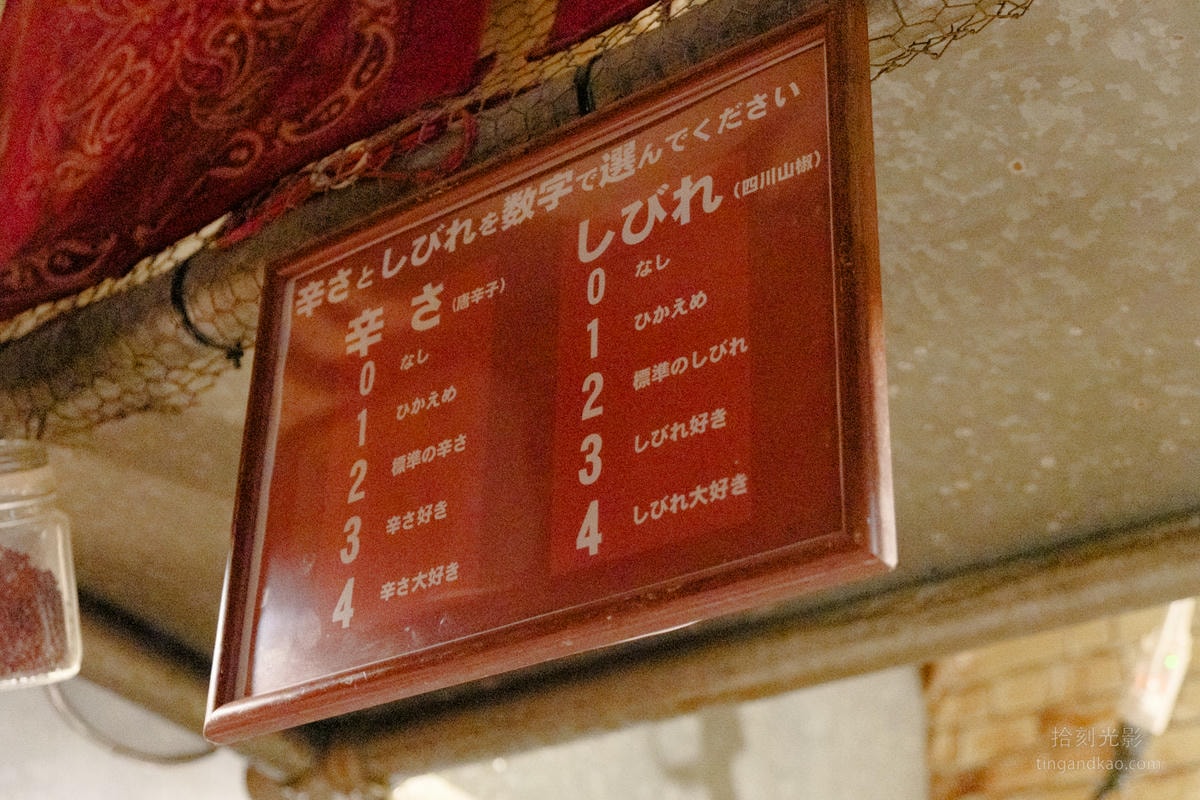 辛さとしびれを数字で選んでください
辛さ(唐辛子)
0 なし
1 ひかえめ
2 標準の辛さ
3 辛さ好き
4 辛さ大好き
しびれ(四川山椒)
0 なし
1 ひかえめ
2 標準のしびれ
3 しびれ好き
4 しびれ大好き
拾刻光影
tingandkao.com